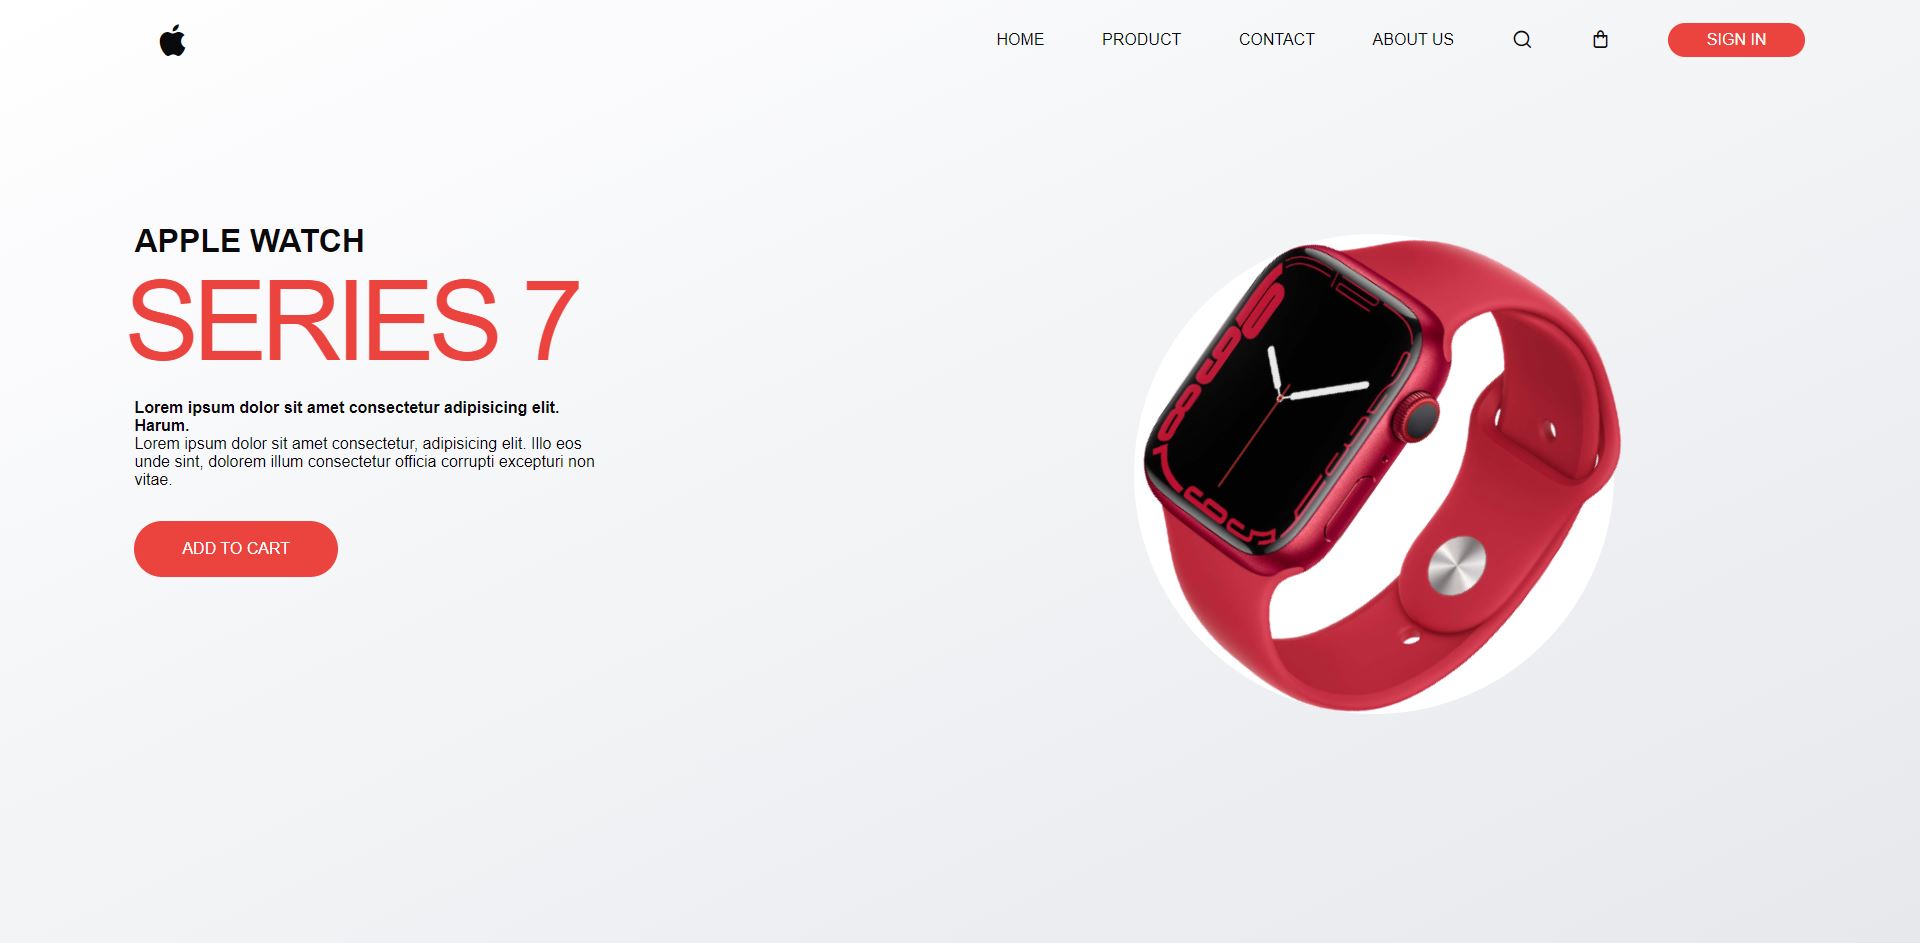 HOME PRODUCT CONTACT ABOUT US SIGN IN
APPLE WATCH
SERIES 7
Lorem ipsum dolor sit amet consectetur adipisicing elit.
Harum.
Lorem ipsum dolor sit amet consectetur, adipisicing elit. Illo eos
unde sint, dolorem illum consectetur officia corrupti excepturi non
vitae.
ADD TO CART